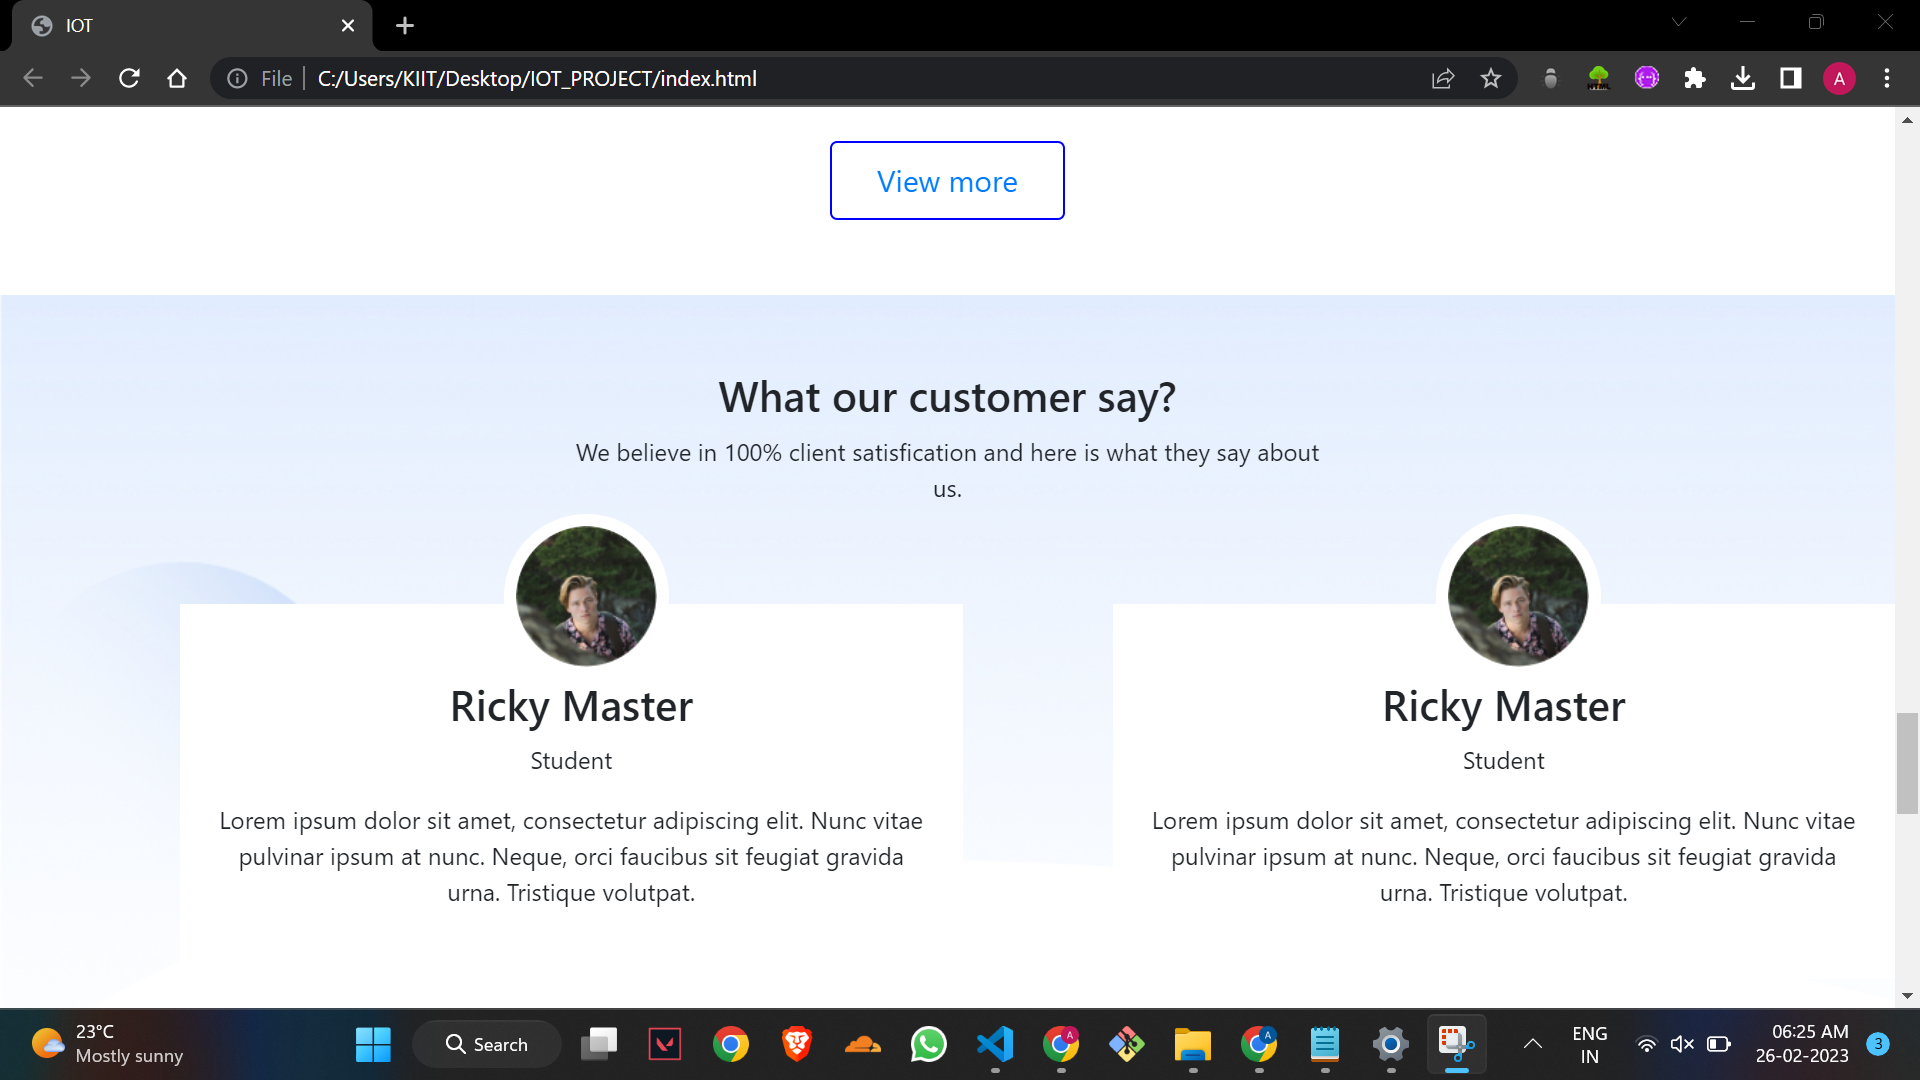 IOT
File
C:/Users/KIIT/Desktop/IOT_PROJECT/index.html
A
View more
What our customer say?
We believe in 100% client satisfication and here is what they say about
us.
Ricky Master
Student
Lorem ipsum dolor sit amet, consectetur adipiscing elit. Nunc vitae
pulvinar ipsum at nunc. Neque, orci faucibus sit feugiat gravida
urna. Tristique volutpat.
Ricky Master
Student
Lorem ipsum dolor sit amet, consectetur adipiscing elit. Nunc vitae
pulvinar ipsum at nunc. Neque, orci faucibus sit feugiat gravida
urna. Tristique volutpat.
23°C
Mostly sunny
Search
A
A
ENG
IN
06:25 AM
26-02-2023
3